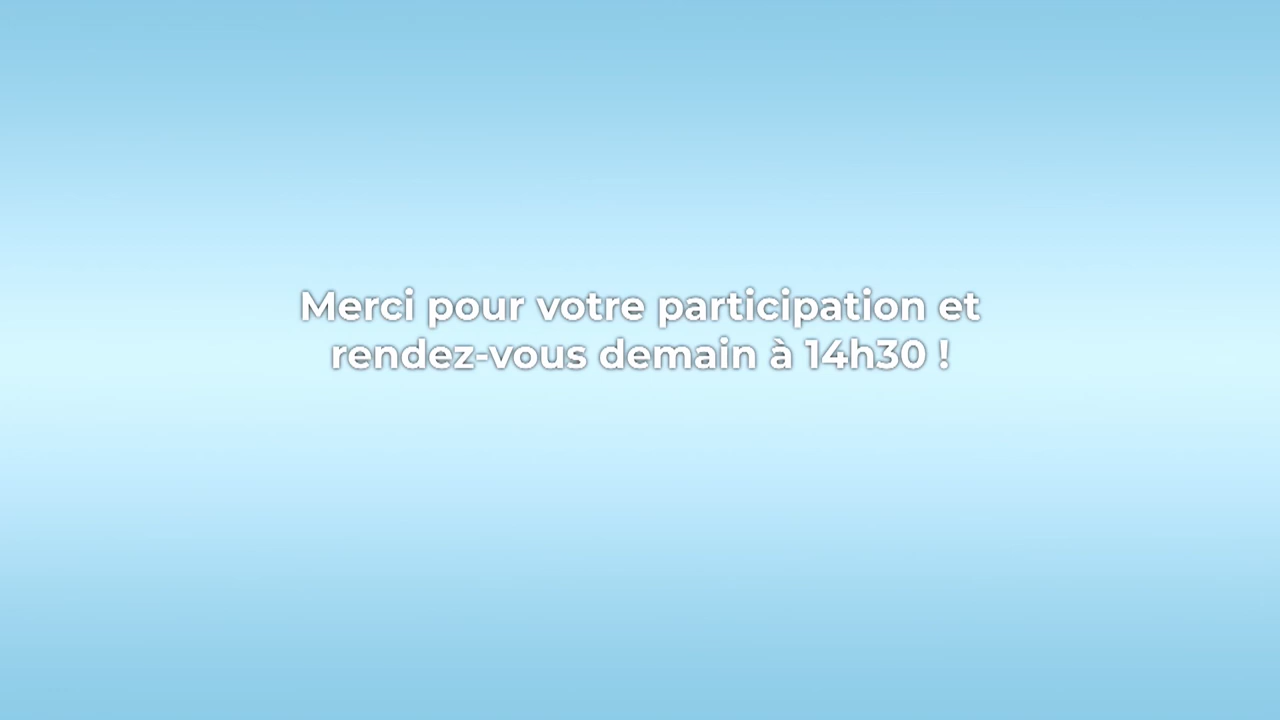 Merci pour votre participation et
rendez-vous demain à 14h30 !